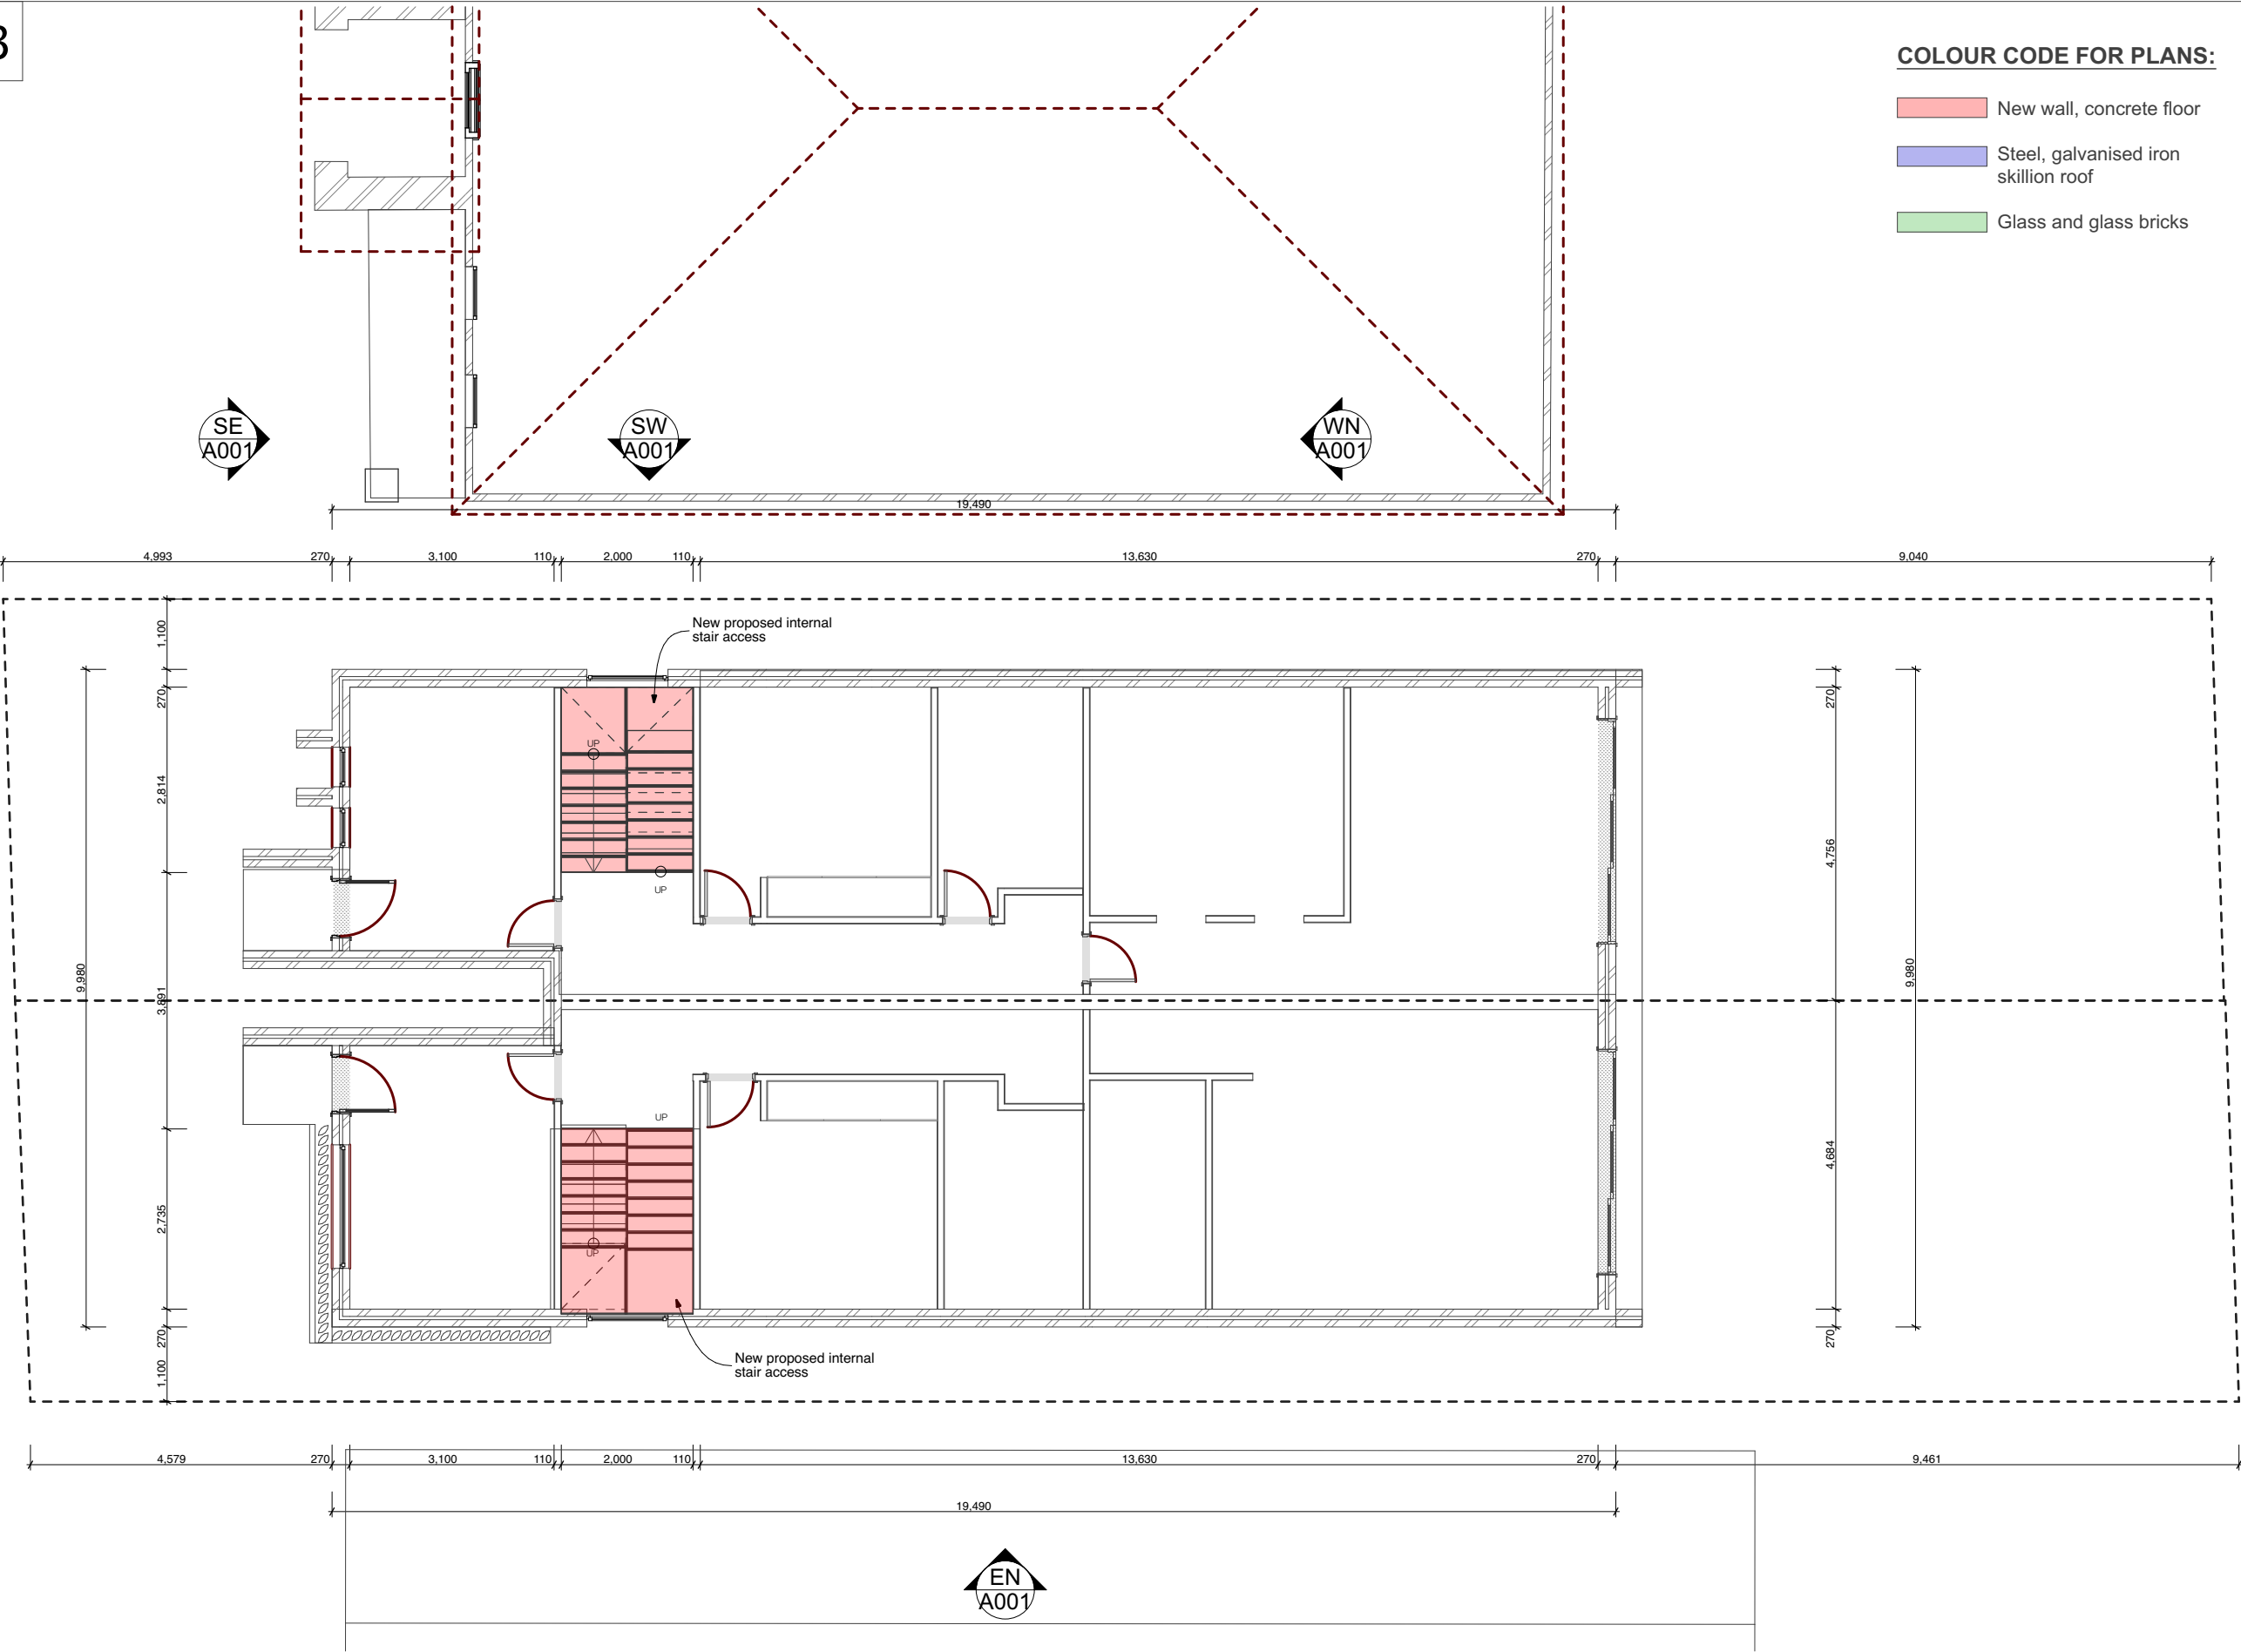 3
COLOUR CODE FOR PLANS:
New wall, concrete floor
Steel, galvanised iron
skillion roof
Glass and glass bricks
SE
A001
SW
A001
WN
A001
19,490
4,993
270
3,100
110
2,000
110
13,630
270
9,040
1,100
270
2,814
3,891
2,735
270
1,100
9,980
New proposed internal
stair access
UP
UP
270
4,756
4,684
270
9,980
UP
UP
New proposed internal
stair access
4,579
270
3,100
110
2,000
110
13,630
270
9,461
19,490
EN
A001